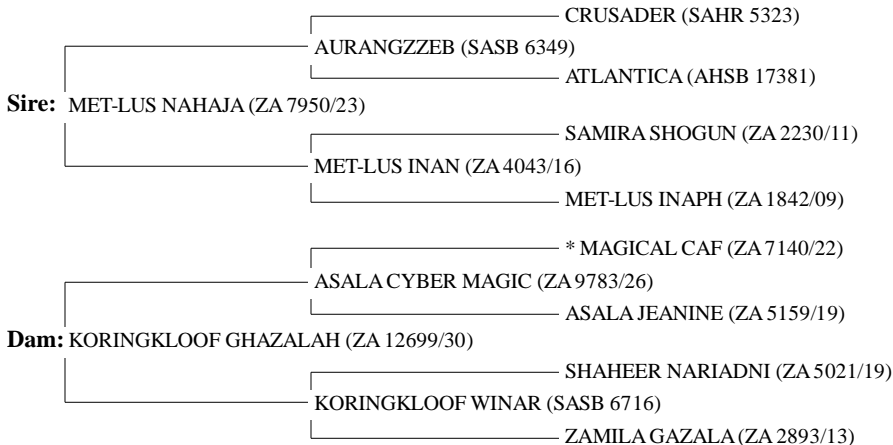 CRUSADER (SAHR 5323)
AURANGZZEB (SASB 6349)
ATLANTICA (AHSB 17381)
Sire: MET-LUS NAHAJA (ZA 7950/23)
SAMIRA SHOGUN (ZA 2230/11)
MET-LUS INAN (ZA 4043/16)
MET-LUS INAPH (ZA 1842/09)
* MAGICAL CAF (ZA 7140/22)
ASALA CYBER MAGIC (ZA 9783/26)
ASALA JEANINE (ZA 5159/19)
Dam: KORINGKLOOF GHAZALAH (ZA 12699/30)
SHAHEER NARIADNI (ZA 5021/19)
KORINGKLOOF WINAR (SASB 6716)
ZAMILA GAZALA (ZA 2893/13)